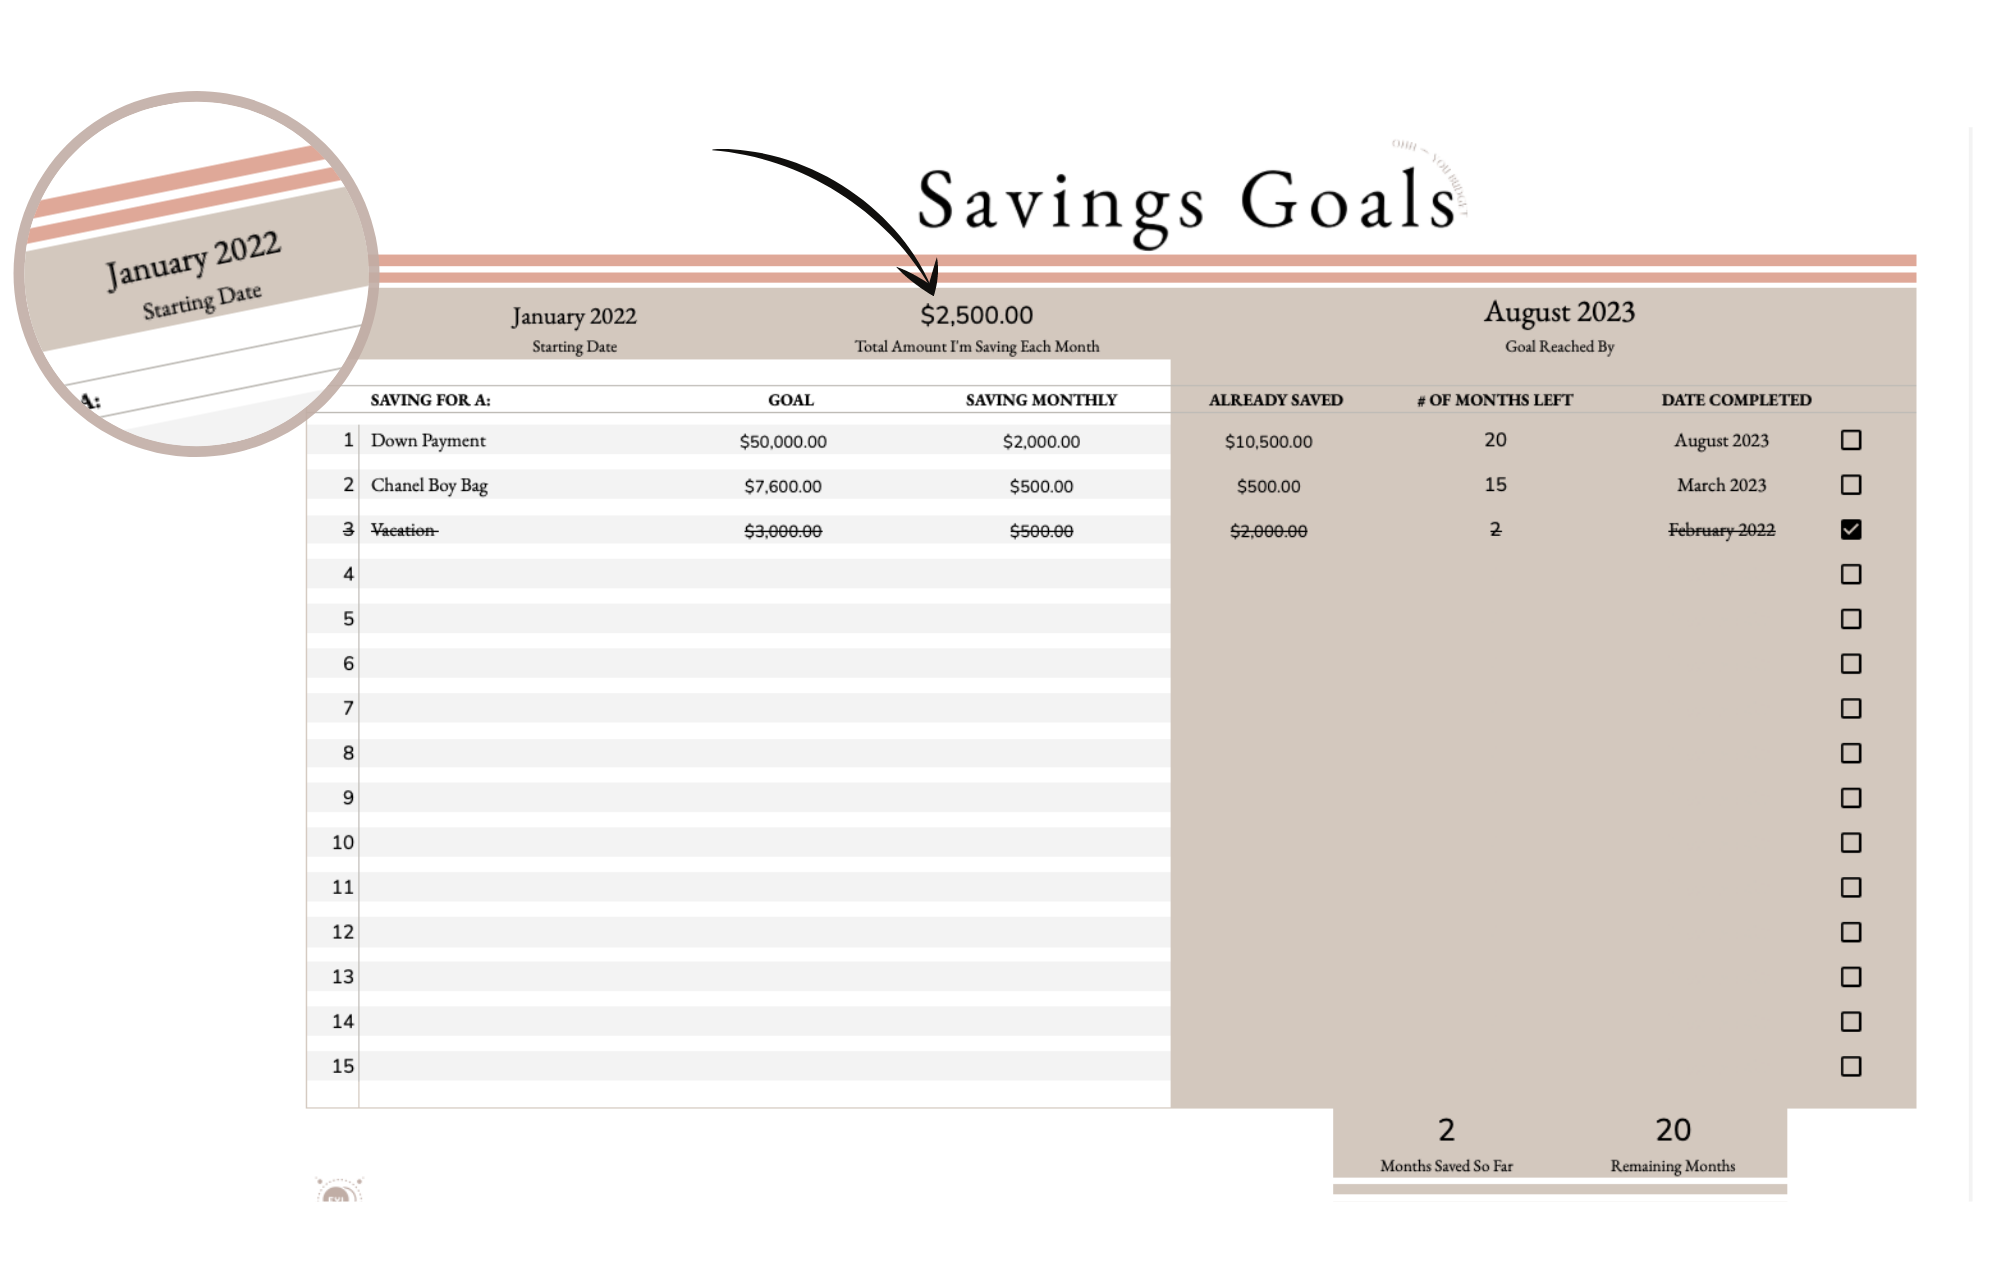 OHH — YOU BUDGET
Savings Goals
January 2022
Starting Date
A:
January 2022 $2,500.00 August 2023
Starting Date Total Amount I'm Saving Each Month Goal Reached By
SAVING FOR A: GOAL SAVING MONTHLY ALREADY SAVED # OF MONTHS LEFT DATE COMPLETED
1 Down Payment $50,000.00 $2,000.00 $10,500.00 20 August 2023
2 Chanel Boy Bag $7,600.00 $500.00 $500.00 15 March 2023
3 Vacation $3,000.00 $500.00 $2,000.00 2 February 2022
4
5
6
7
8
9
10
11
12
13
14
15
2 20
Months Saved So Far Remaining Months